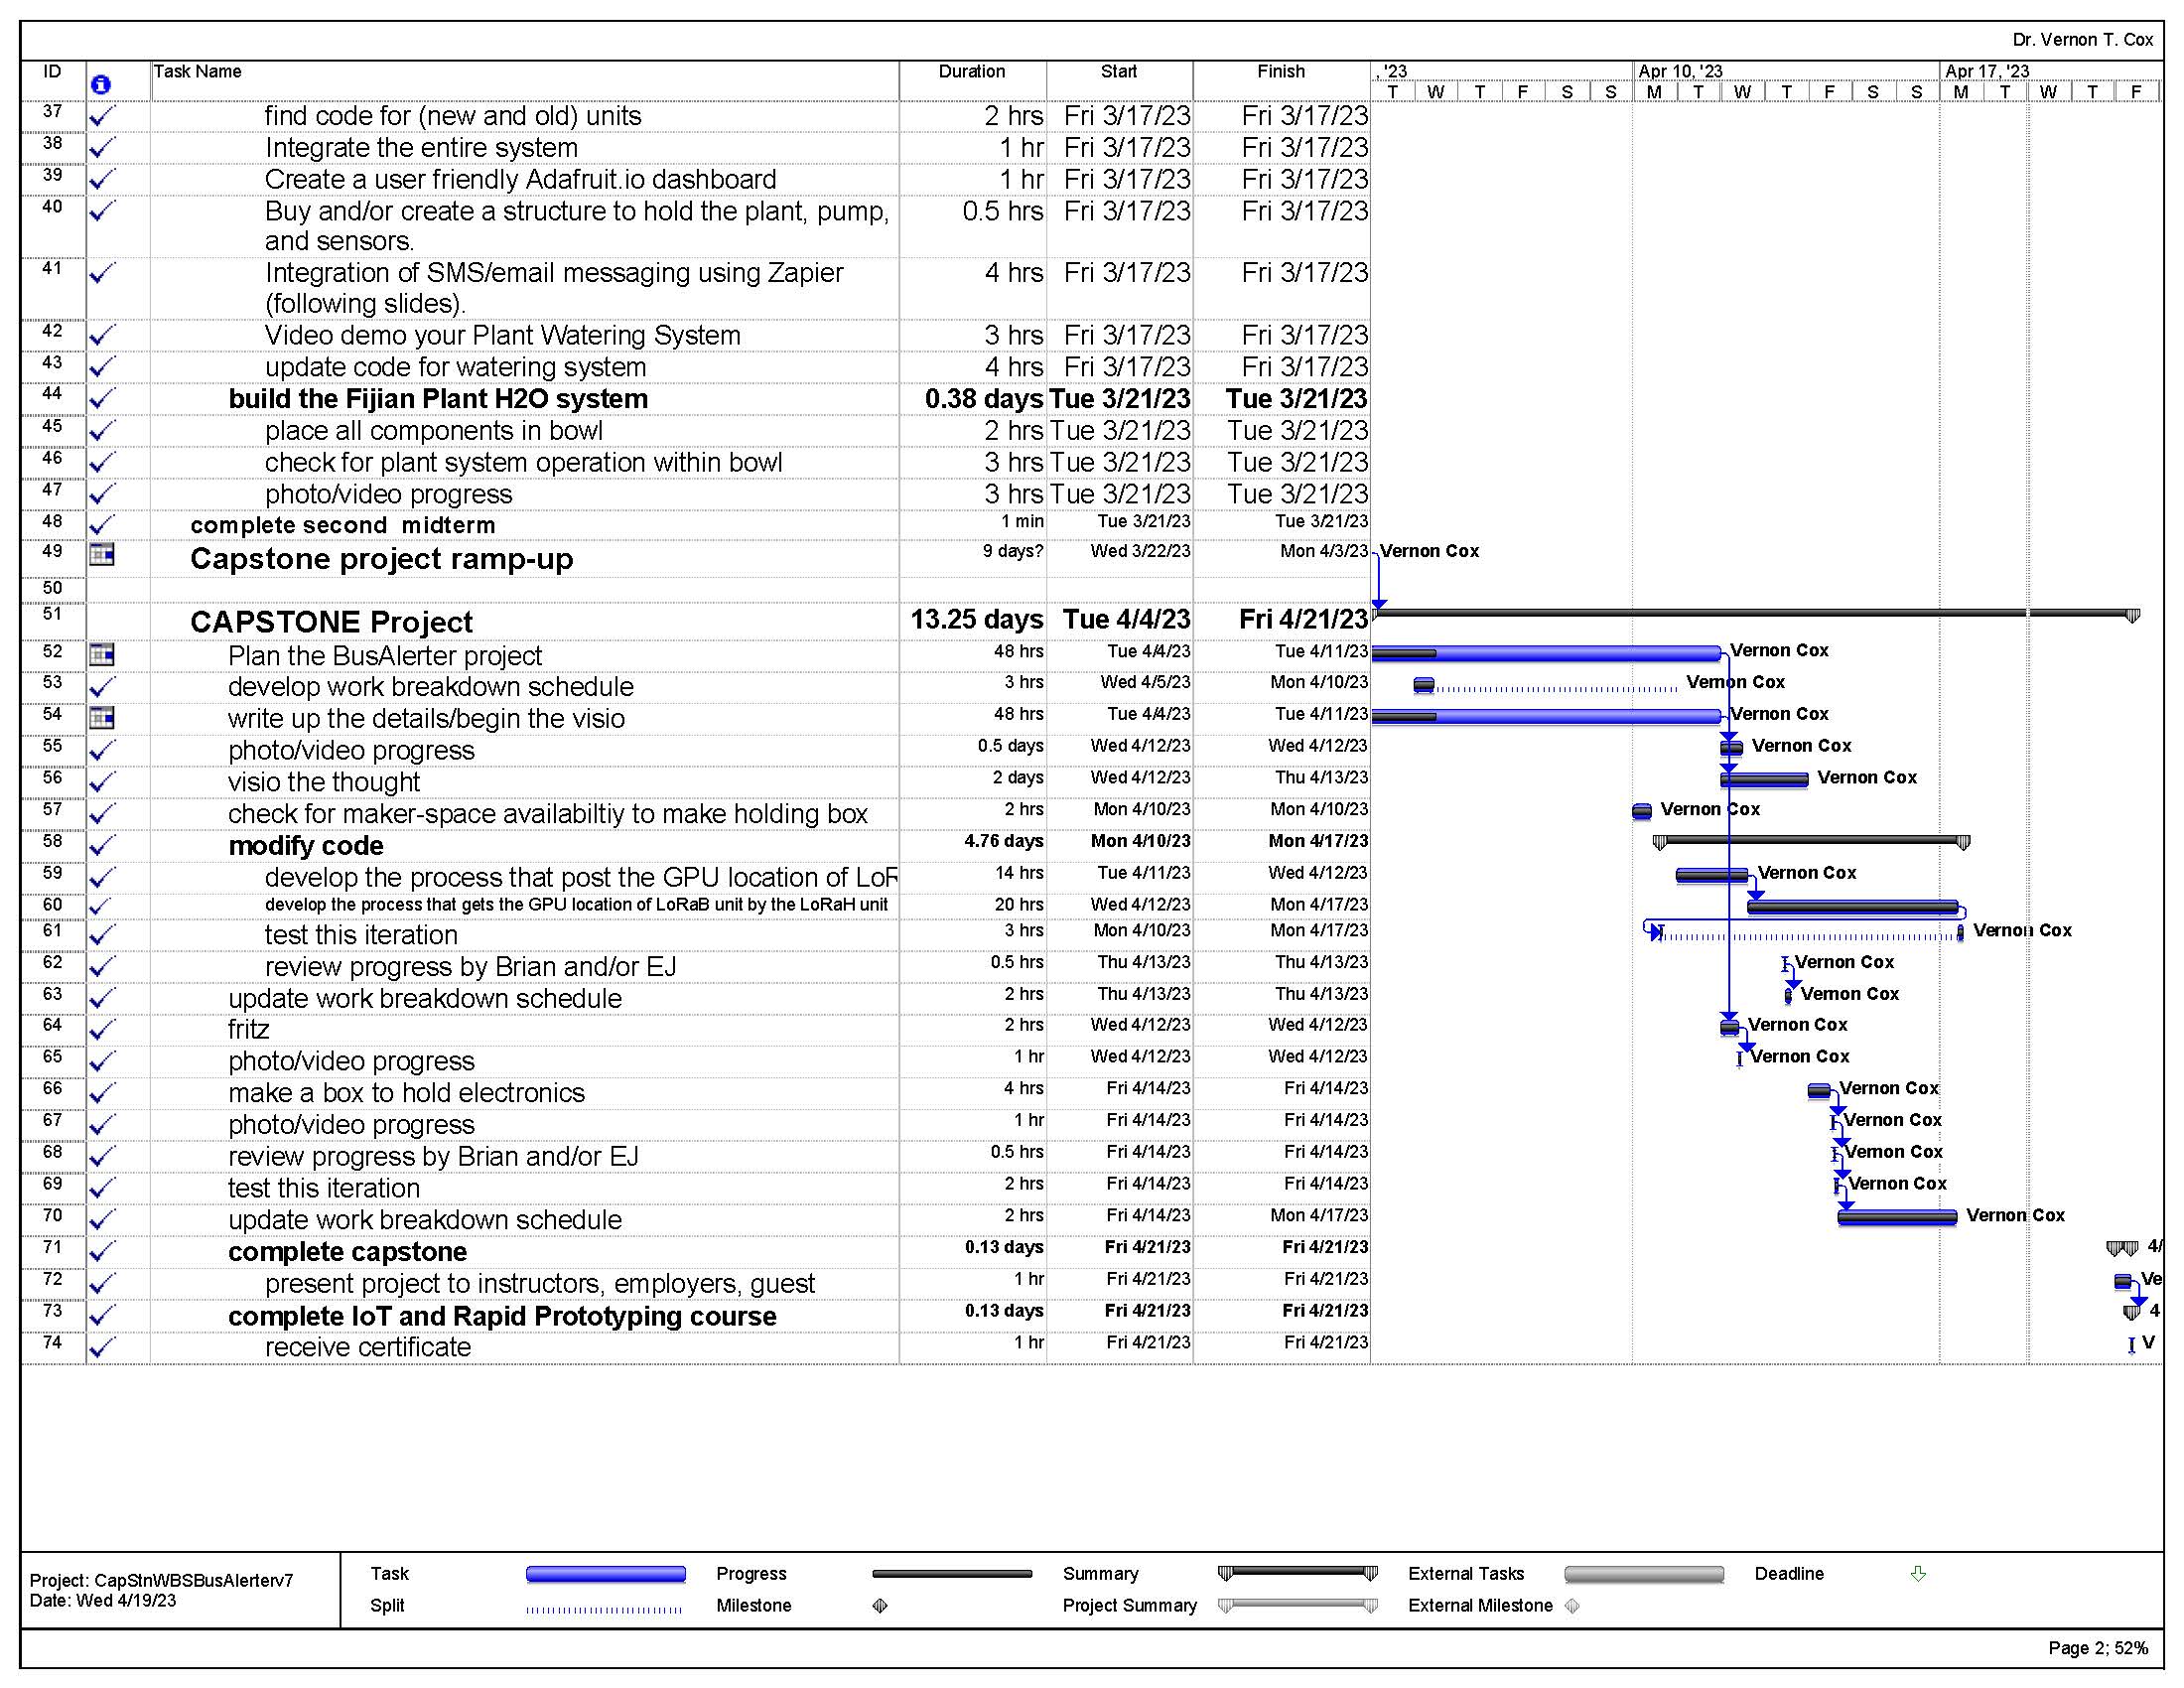 Dr. Vernon T. Cox
ID Task Name Duration Start Finish , '23 Apr 10, '23 Apr 17, '23
T W T F S S M T W T F S S M T W T F
37 find code for (new and old) units 2 hrs Fri 3/17/23 Fri 3/17/23
38 Integrate the entire system 1 hr Fri 3/17/23 Fri 3/17/23
39 Create a user friendly Adafruit.io dashboard 1 hr Fri 3/17/23 Fri 3/17/23
40 Buy and/or create a structure to hold the plant, pump, 0.5 hrs Fri 3/17/23 Fri 3/17/23
and sensors.
41 Integration of SMS/email messaging using Zapier 4 hrs Fri 3/17/23 Fri 3/17/23
(following slides).
42 Video demo your Plant Watering System 3 hrs Fri 3/17/23 Fri 3/17/23
43 update code for watering system 4 hrs Fri 3/17/23 Fri 3/17/23
44 build the Fijian Plant H2O system 0.38 days Tue 3/21/23 Tue 3/21/23
45 place all components in bowl 2 hrs Tue 3/21/23 Tue 3/21/23
46 check for plant system operation within bowl 3 hrs Tue 3/21/23 Tue 3/21/23
47 photo/video progress 3 hrs Tue 3/21/23 Tue 3/21/23
48 complete second midterm 1 min Tue 3/21/23 Tue 3/21/23
49 Capstone project ramp-up 9 days? Wed 3/22/23 Mon 4/3/23 Vernon Cox
50
51 CAPSTONE Project 13.25 days Tue 4/4/23 Fri 4/21/23
52 Plan the BusAlerter project 48 hrs Tue 4/4/23 Tue 4/11/23 Vernon Cox
53 develop work breakdown schedule 3 hrs Wed 4/5/23 Mon 4/10/23 Vernon Cox
54 write up the details/begin the visio 48 hrs Tue 4/4/23 Tue 4/11/23 Vernon Cox
55 photo/video progress 0.5 days Wed 4/12/23 Wed 4/12/23 Vernon Cox
56 visio the thought 2 days Wed 4/12/23 Thu 4/13/23 Vernon Cox
57 check for maker-space availabiltiy to make holding box 2 hrs Mon 4/10/23 Mon 4/10/23 Vernon Cox
58 modify code 4.76 days Mon 4/10/23 Mon 4/17/23
59 develop the process that post the GPU location of LoR 14 hrs Tue 4/11/23 Wed 4/12/23 Vernon Cox
60 develop the process that gets the GPU location of LoRaB unit by the LoRaH unit 20 hrs Wed 4/12/23 Mon 4/17/23
61 test this iteration 3 hrs Mon 4/10/23 Mon 4/17/23 Vernon Cox
62 review progress by Brian and/or EJ 0.5 hrs Thu 4/13/23 Thu 4/13/23 Vernon Cox
63 update work breakdown schedule 2 hrs Thu 4/13/23 Thu 4/13/23 Vernon Cox
64 fritz 2 hrs Wed 4/12/23 Wed 4/12/23 Vernon Cox
65 photo/video progress 1 hr Wed 4/12/23 Wed 4/12/23 Vernon Cox
66 make a box to hold electronics 4 hrs Fri 4/14/23 Fri 4/14/23 Vernon Cox
67 photo/video progress 1 hr Fri 4/14/23 Fri 4/14/23 Vernon Cox
68 review progress by Brian and/or EJ 0.5 hrs Fri 4/14/23 Fri 4/14/23 Vernon Cox
69 test this iteration 2 hrs Fri 4/14/23 Fri 4/14/23 Vernon Cox
70 update work breakdown schedule 2 hrs Fri 4/14/23 Mon 4/17/23 Vernon Cox
71 complete capstone 0.13 days Fri 4/21/23 Fri 4/21/23 4/
72 present project to instructors, employers, guest 1 hr Fri 4/21/23 Fri 4/21/23 Ve
73 complete IoT and Rapid Prototyping course 0.13 days Fri 4/21/23 Fri 4/21/23 4
74 receive certificate 1 hr Fri 4/21/23 Fri 4/21/23 V
Project: CapStnWBSBusAlerterv7
Date: Wed 4/19/23
Task Progress Summary External Tasks Deadline
Split Milestone Project Summary External Milestone
Page 2; 52%